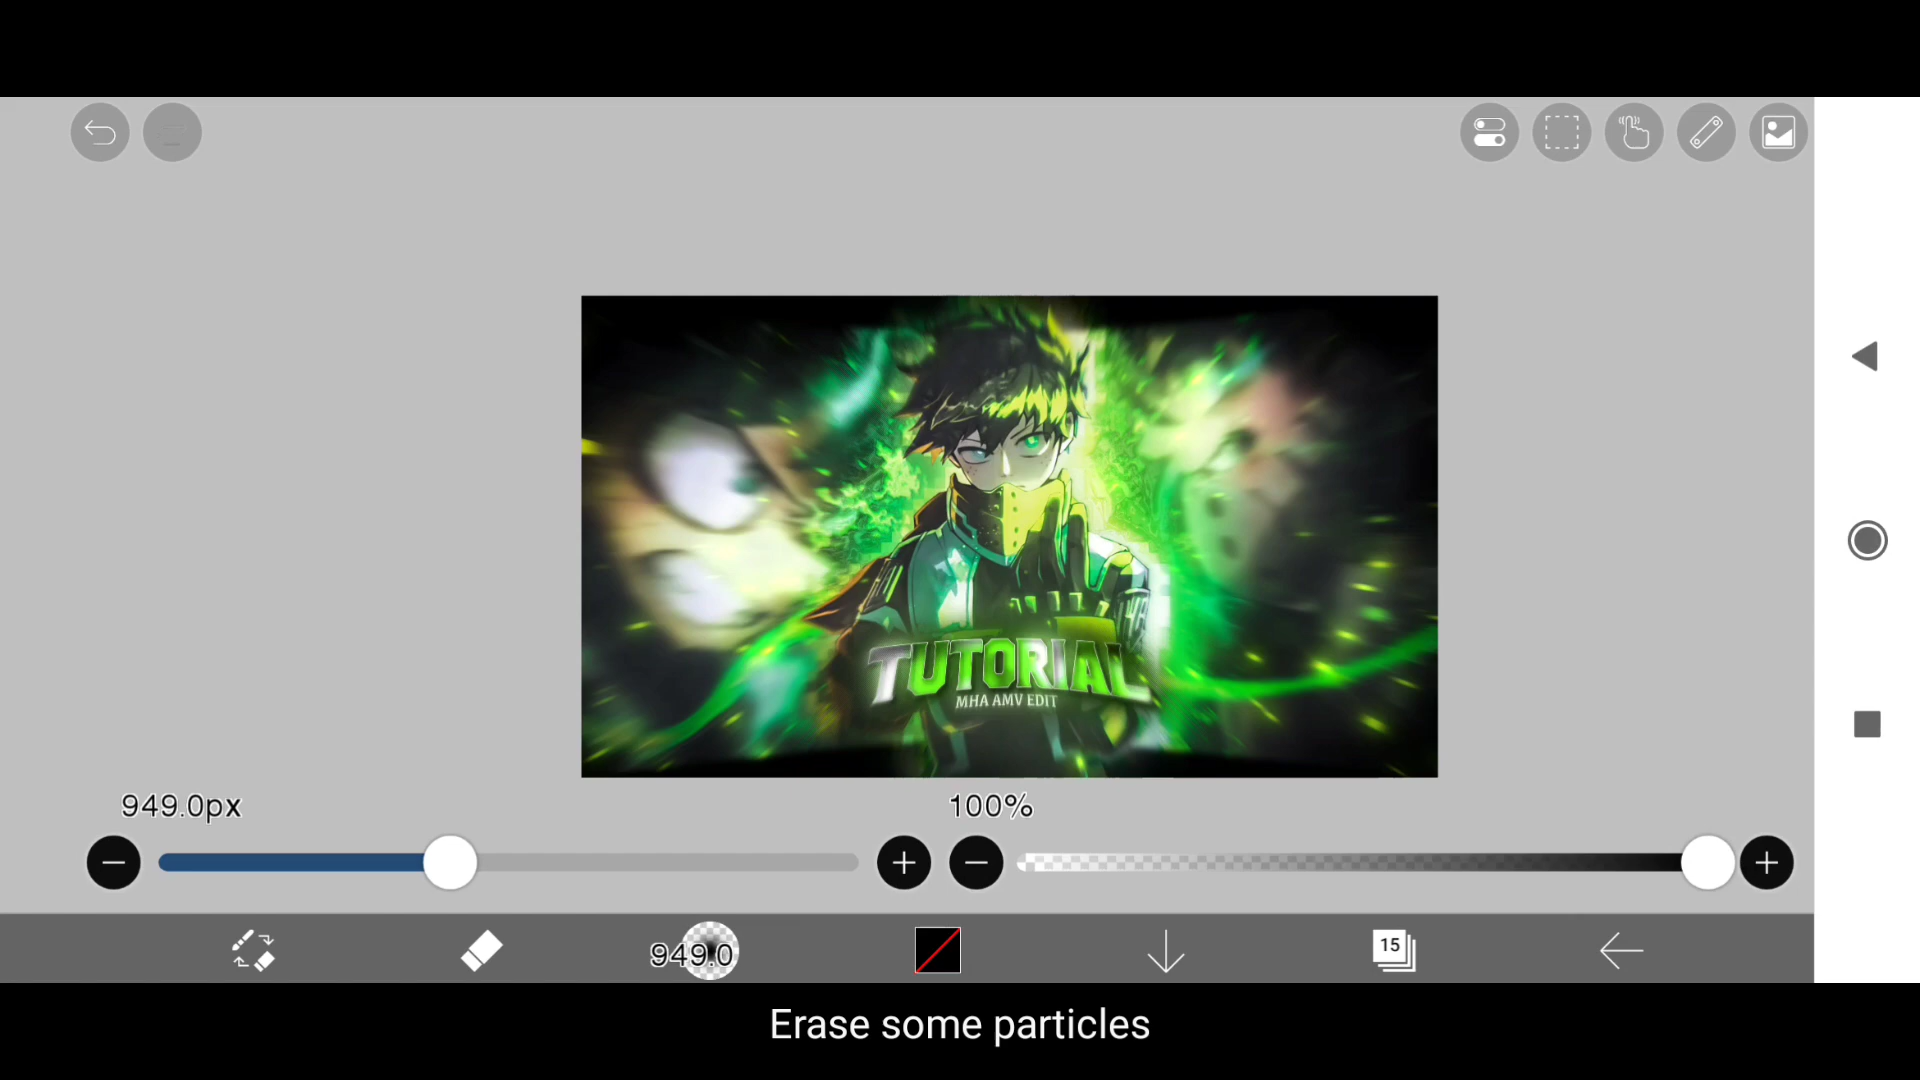 TUTORIAL
MHA AMV EDIT
949.0px
100%
949.0
15
Erase some particles